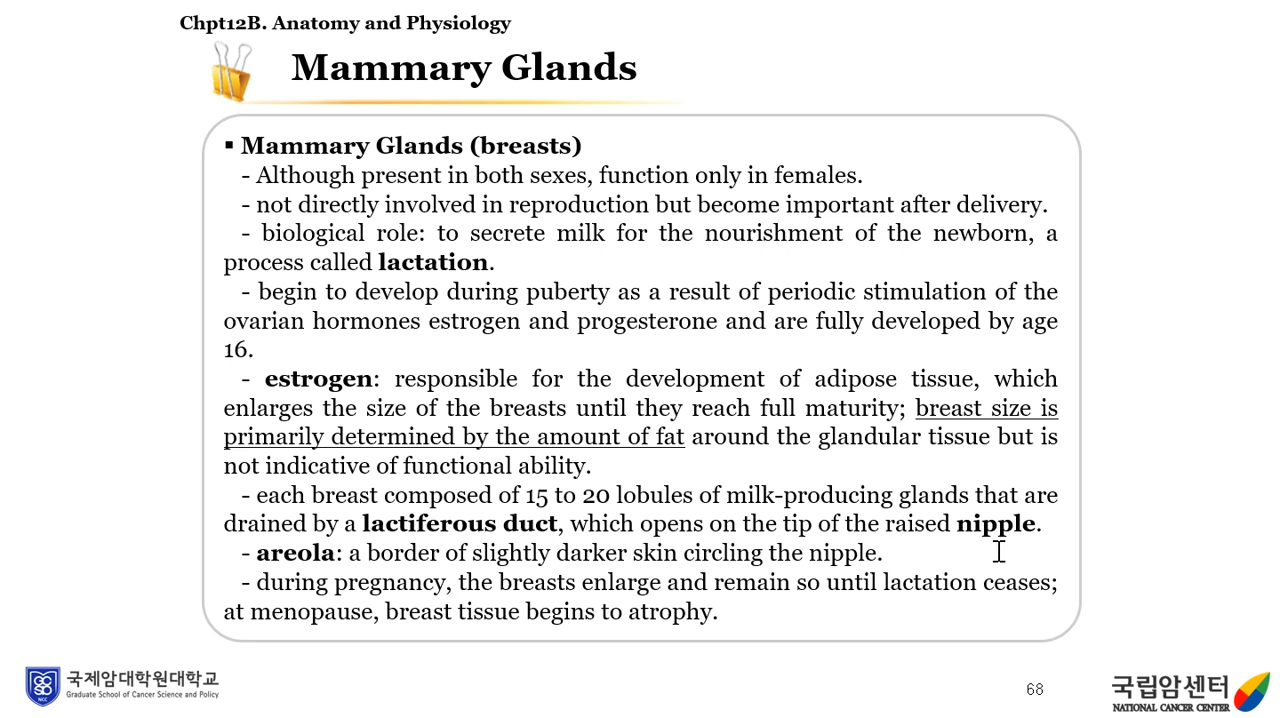 Chpt12B. Anatomy and Physiology
Mammary Glands
▪ Mammary Glands (breasts)
- Although present in both sexes, function only in females.
- not directly involved in reproduction but become important after delivery.
- biological role: to secrete milk for the nourishment of the newborn, a
process called lactation.
- begin to develop during puberty as a result of periodic stimulation of the
ovarian hormones estrogen and progesterone and are fully developed by age
16.
- estrogen: responsible for the development of adipose tissue, which
enlarges the size of the breasts until they reach full maturity; breast size is
primarily determined by the amount of fat around the glandular tissue but is
not indicative of functional ability.
- each breast composed of 15 to 20 lobules of milk-producing glands that are
drained by a lactiferous duct, which opens on the tip of the raised nipple.
- areola: a border of slightly darker skin circling the nipple.
- during pregnancy, the breasts enlarge and remain so until lactation ceases;
at menopause, breast tissue begins to atrophy.
NCC
국제암대학원대학교
Graduate School of Cancer Science and Policy
68
국립암센터
NATIONAL CANCER CENTER